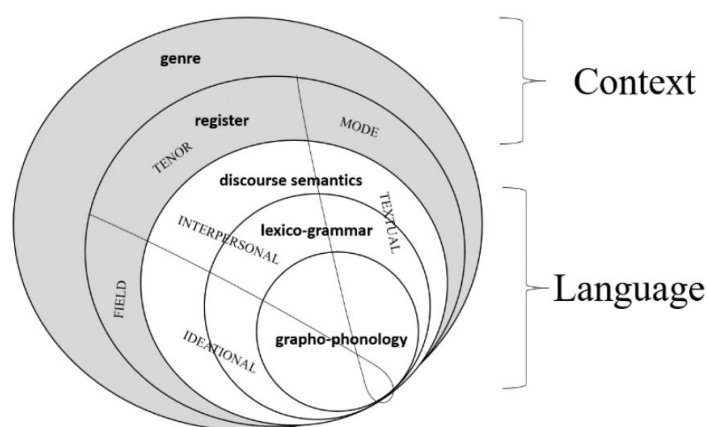 genre
Context
register
MODE
TENOR
discourse semantics
TEXTUAL
INTERPERSONAL
lexico-grammar
Language
FIELD
grapho-phonology
IDEATIONAL